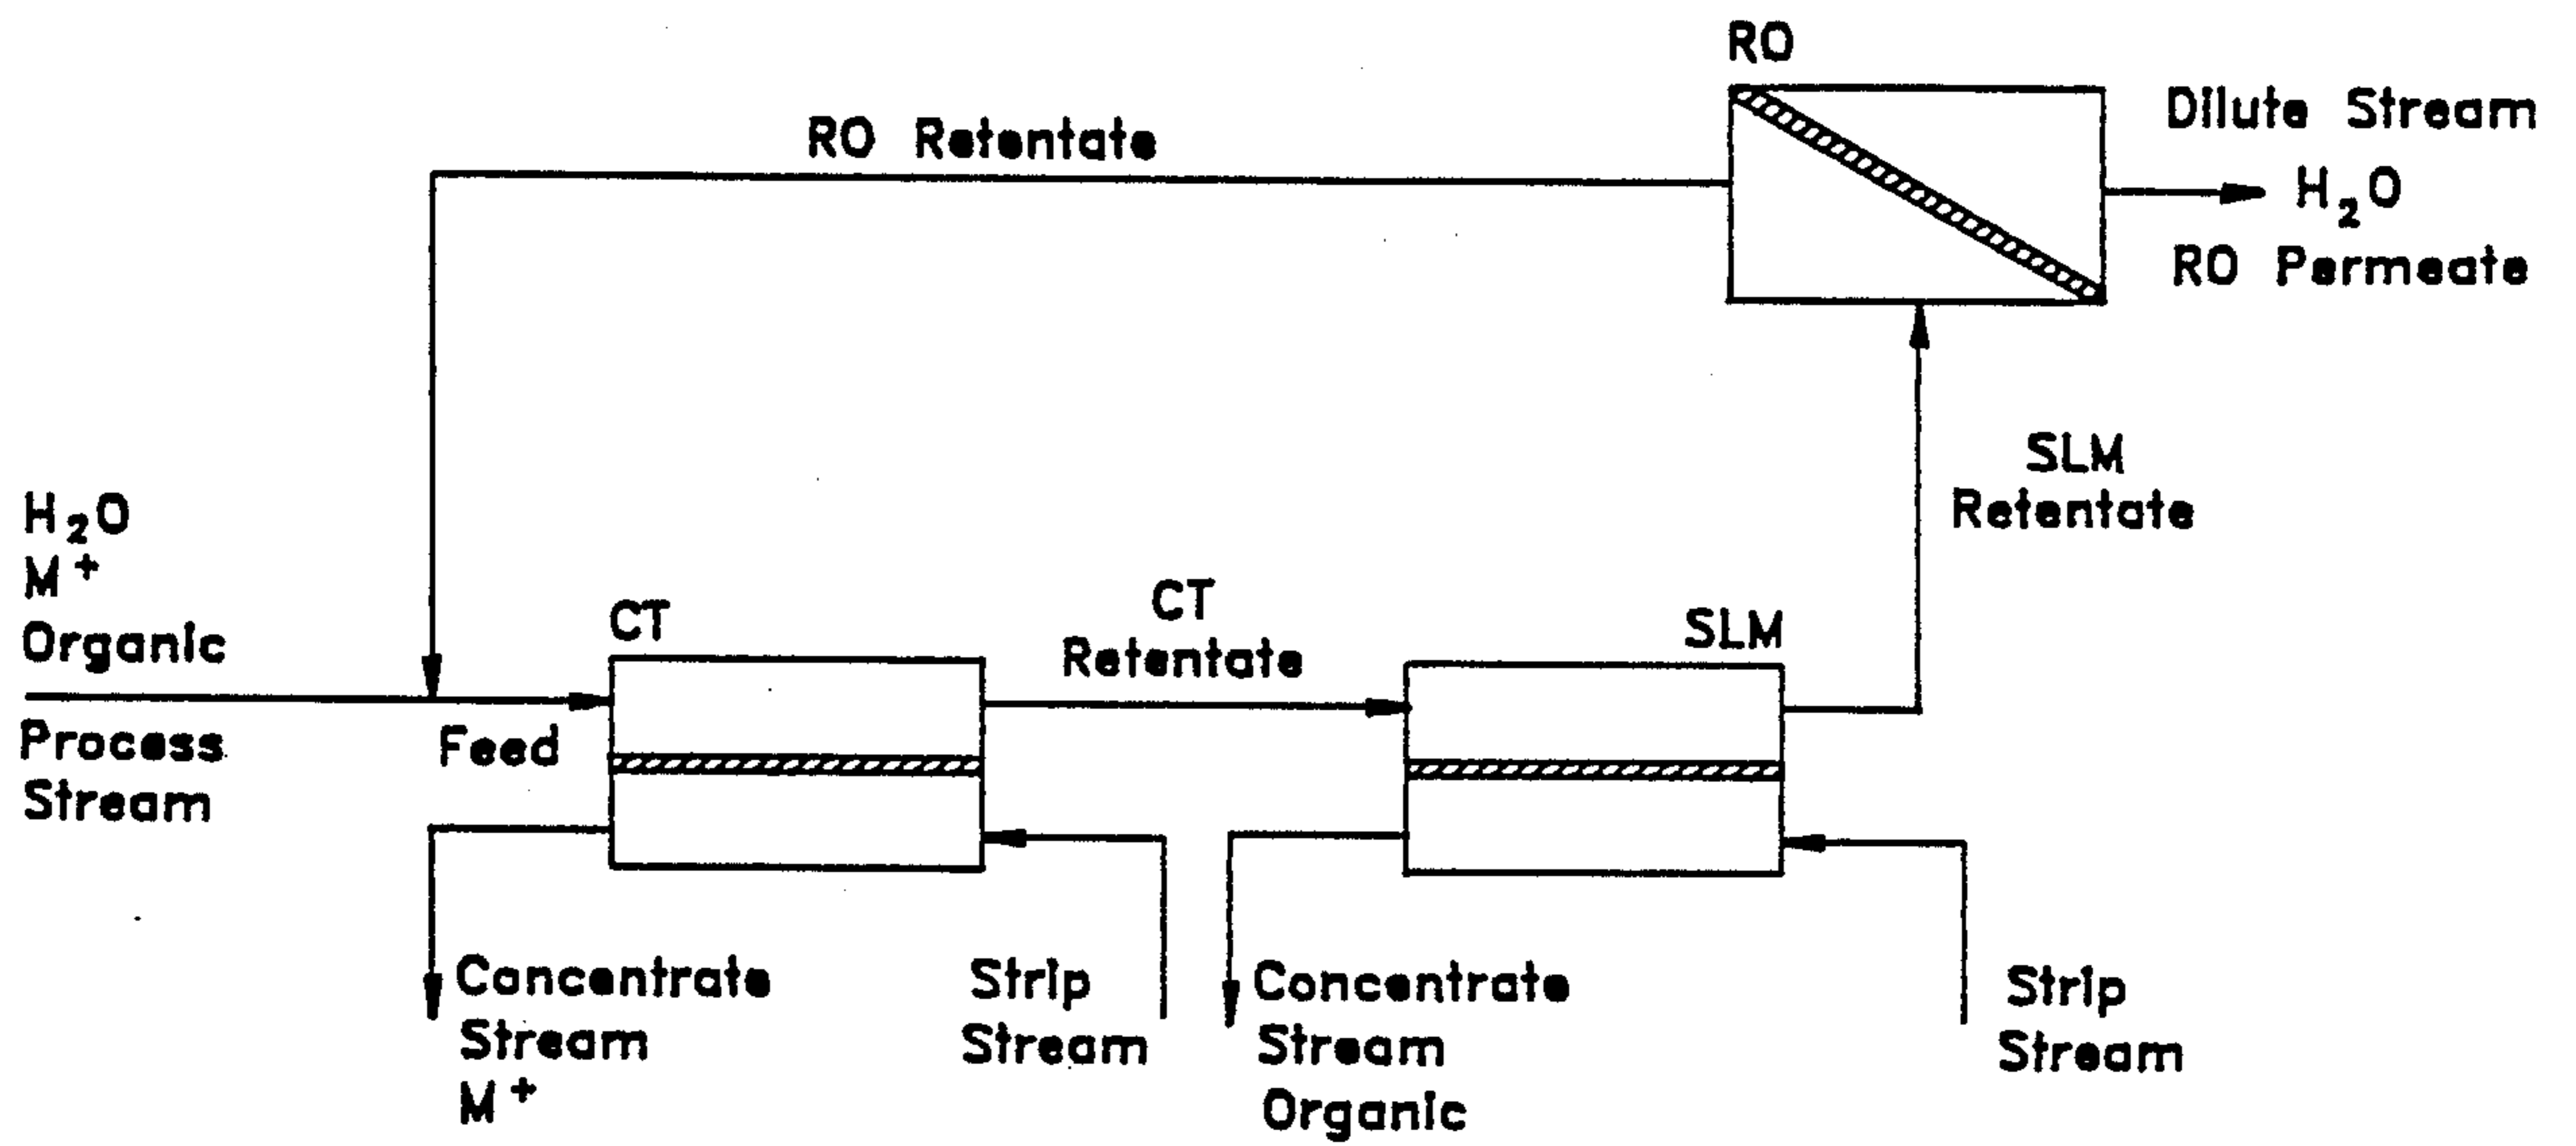 RO
Dilute Stream
RO Retentate
H₂O
RO Permeate
SLM
Retentate
H₂O
M⁺
Organic
CT
CT
Retentate
SLM
Process
Stream
Feed
Concentrate
Stream
M⁺
Strip
Stream
Concentrate
Stream
Organic
Strip
Stream